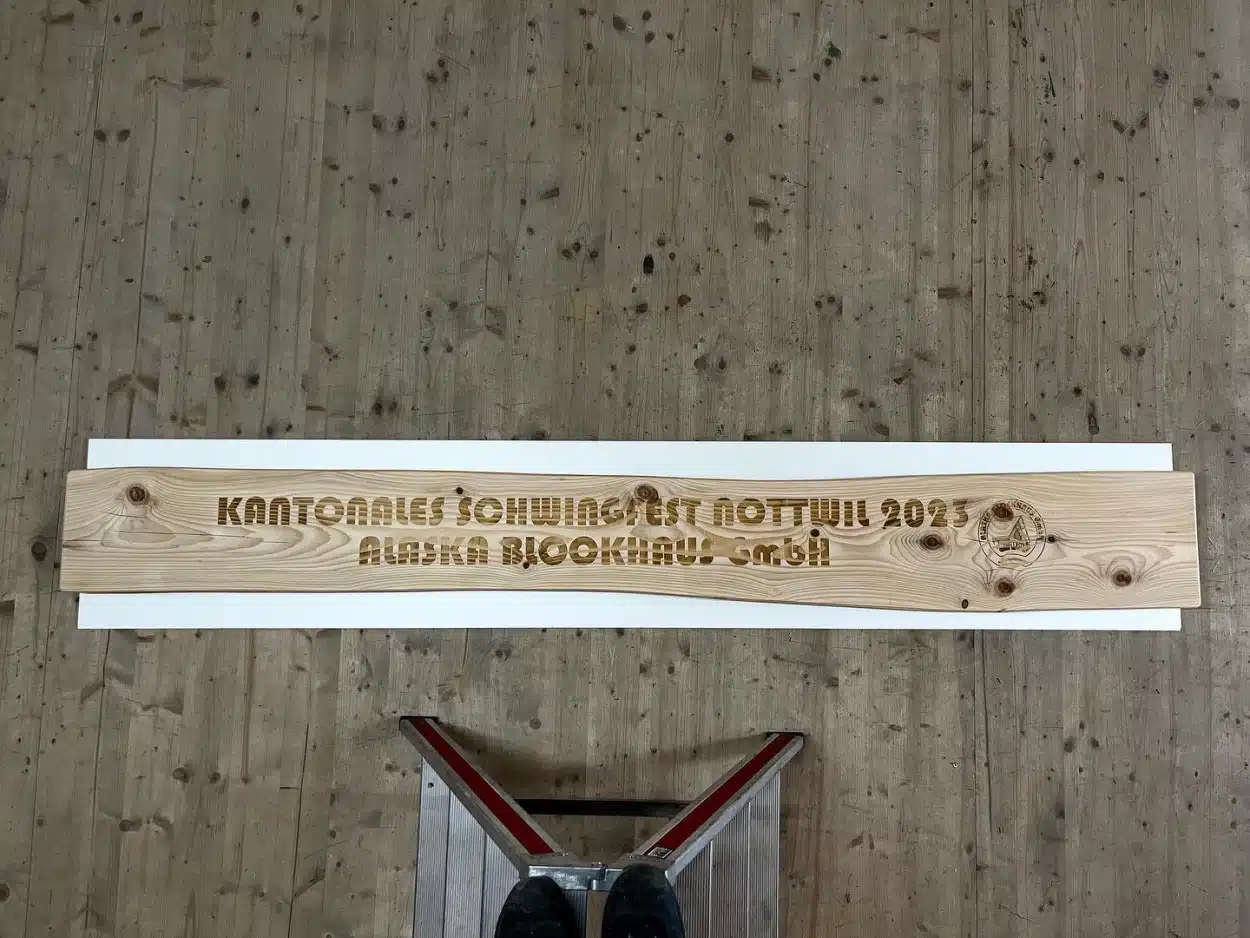 KANTONALES SCHWINGFEST NOTTWIL 2023
ALASKA BLOCKHAUS GmbH